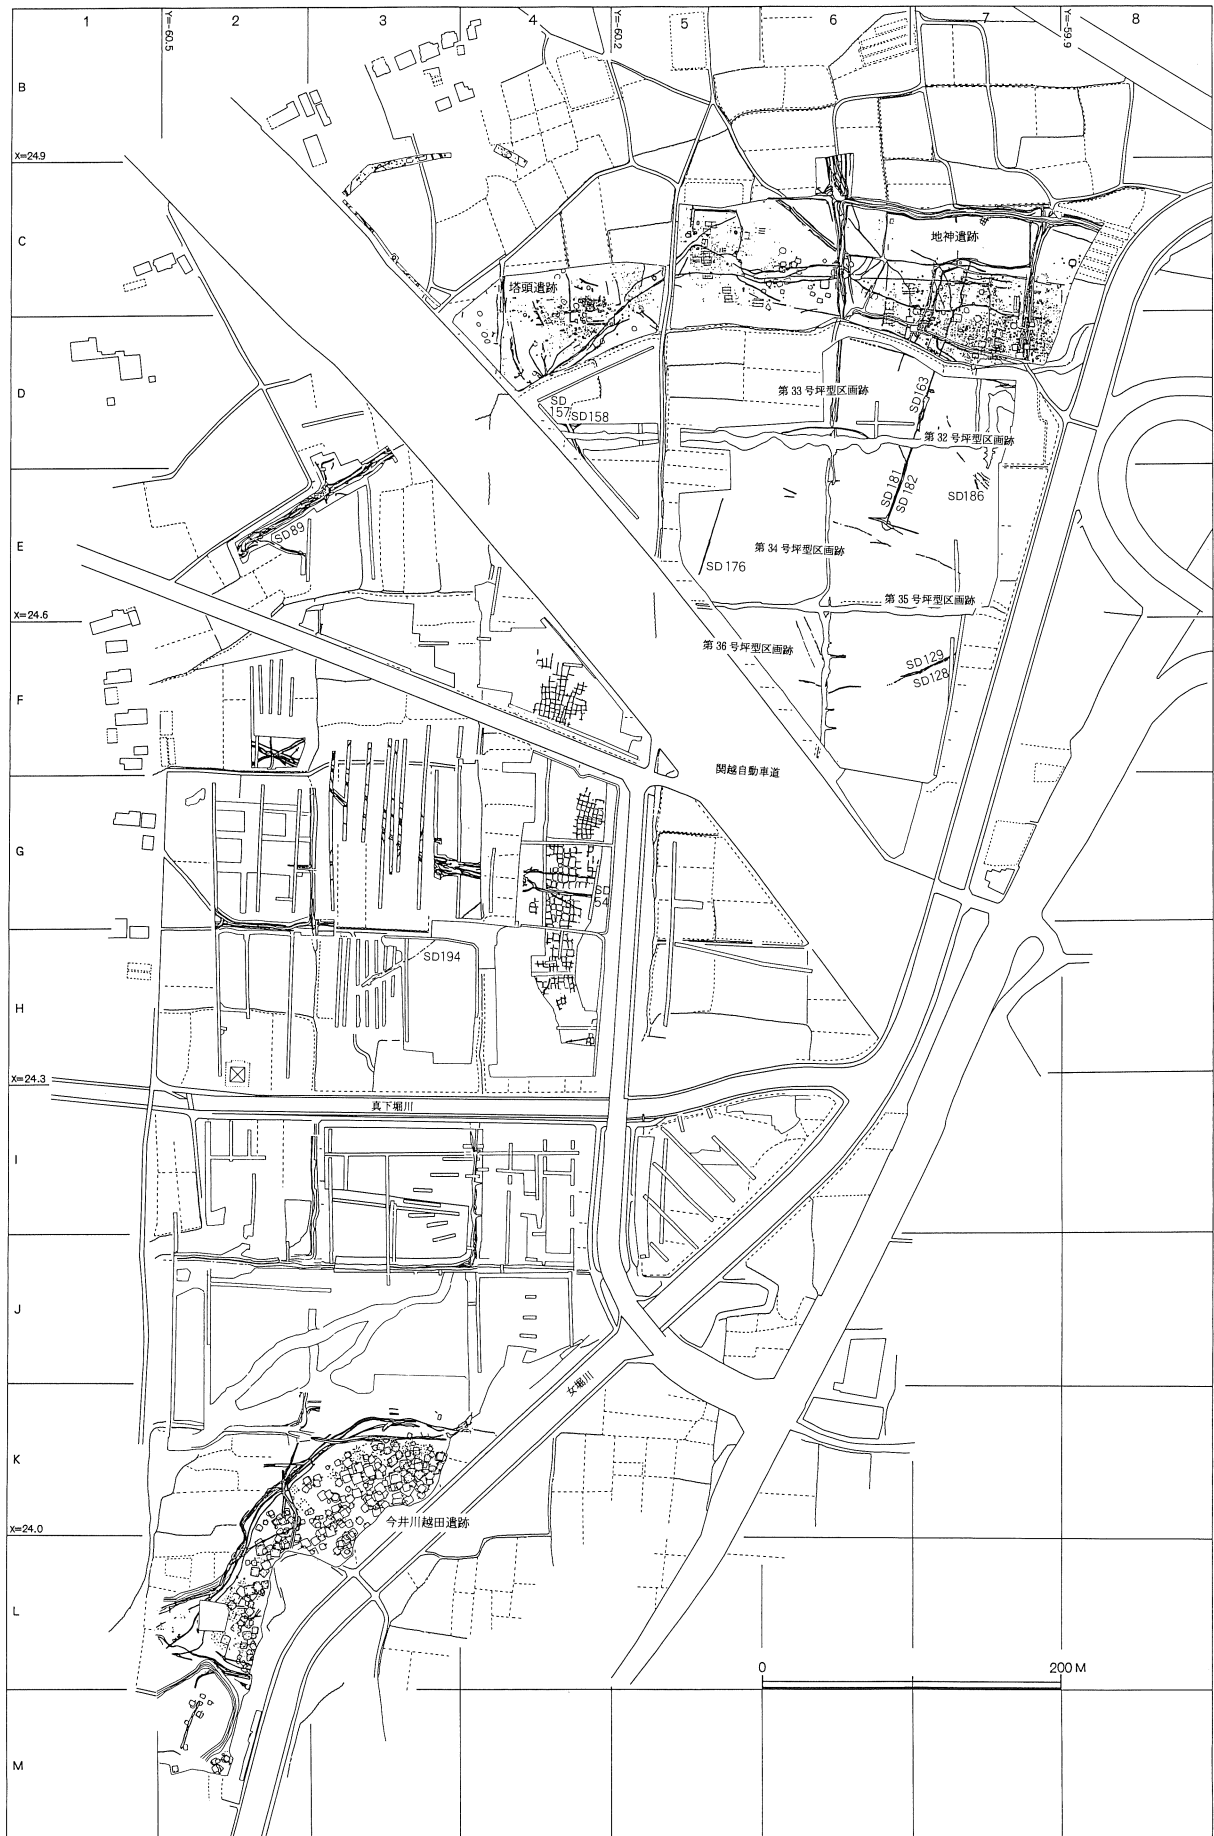 1
2
3
4
5
6
7
8
Y=-60.5
Y=-60.2
Y=-59.9
B
X=24.9
C
地神遺跡
塔頭遺跡
D
第33号坪型区画跡
SD163
SD
157
SD158
第32号坪型区画跡
SD181
SD182
SD186
E
SD89
第34号坪型区画跡
SD176
第35号坪型区画跡
X=24.6
第36号坪型区画跡
SD129
SD128
F
関越自動車道
G
SD
54
SD194
H
X=24.3
真下堀川
I
J
女堀川
K
今井川越田遺跡
X=24.0
L
0
200M
M